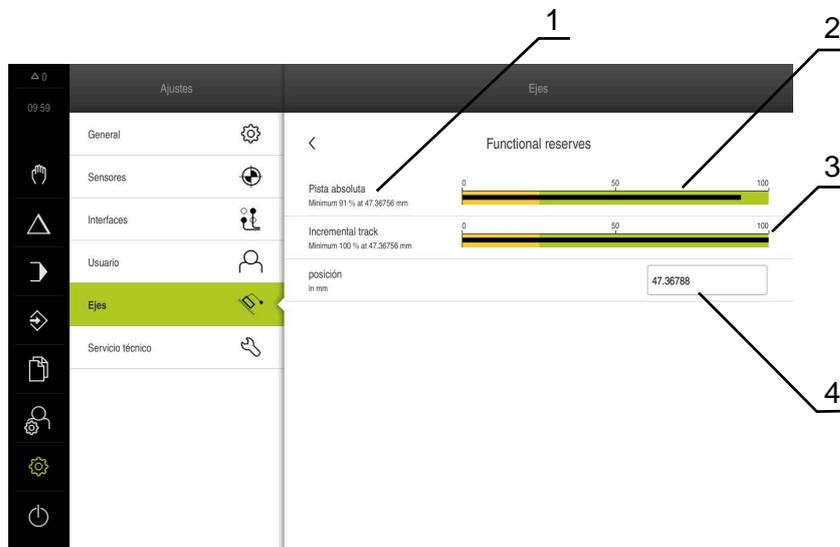 1
2
△ 0
09:59
Ajustes
Ejes
General
Functional reserves
Sensores
Pista absoluta
Minimum 91 % at 47.36756 mm
0 50 100
3
Interfaces
Incremental track
Minimum 100 % at 47.36756 mm
0 50 100
Usuario
posición
in mm
47.36788
Ejes
Servicio técnico
4